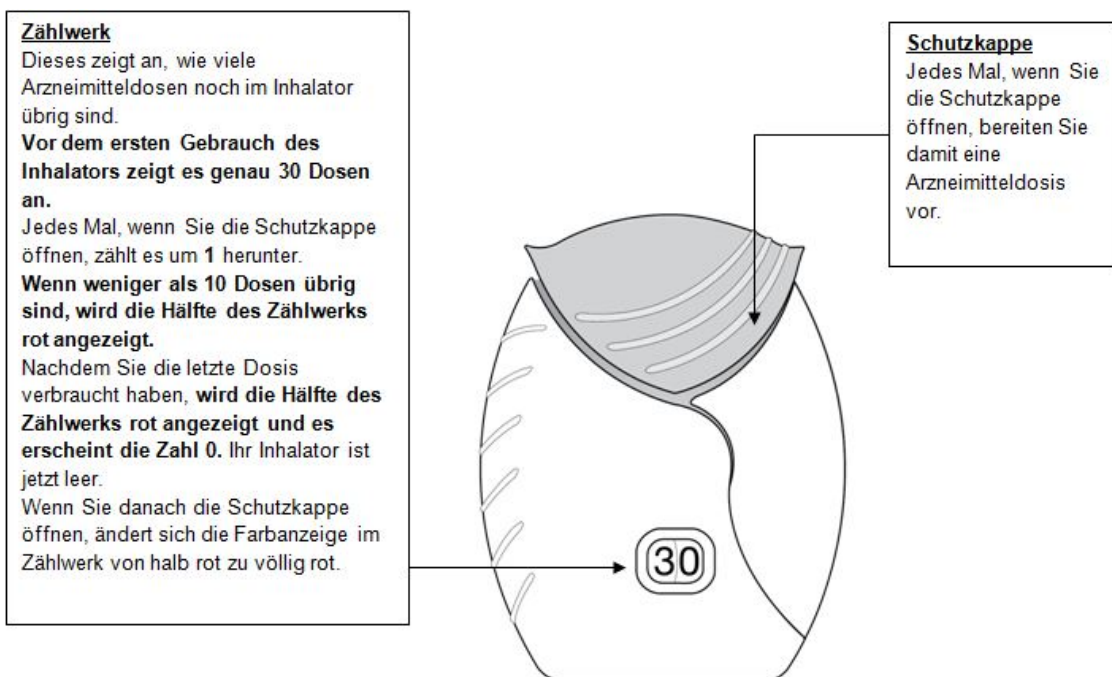 Zählwerk
Dieses zeigt an, wie viele
Arzneimitteldosen noch im Inhalator
übrig sind.
Vor dem ersten Gebrauch des
Inhalators zeigt es genau 30 Dosen
an.
Jedes Mal, wenn Sie die Schutzkappe
öffnen, zählt es um 1 herunter.
Wenn weniger als 10 Dosen übrig
sind, wird die Hälfte des Zählwerks
rot angezeigt.
Nachdem Sie die letzte Dosis
verbraucht haben, wird die Hälfte des
Zählwerks rot angezeigt und es
erscheint die Zahl 0. Ihr Inhalator ist
jetzt leer.
Wenn Sie danach die Schutzkappe
öffnen, ändert sich die Farbanzeige im
Zählwerk von halb rot zu völlig rot.
Schutzkappe
Jedes Mal, wenn Sie
die Schutzkappe
öffnen, bereiten Sie
damit eine
Arzneimitteldosis
vor.
30